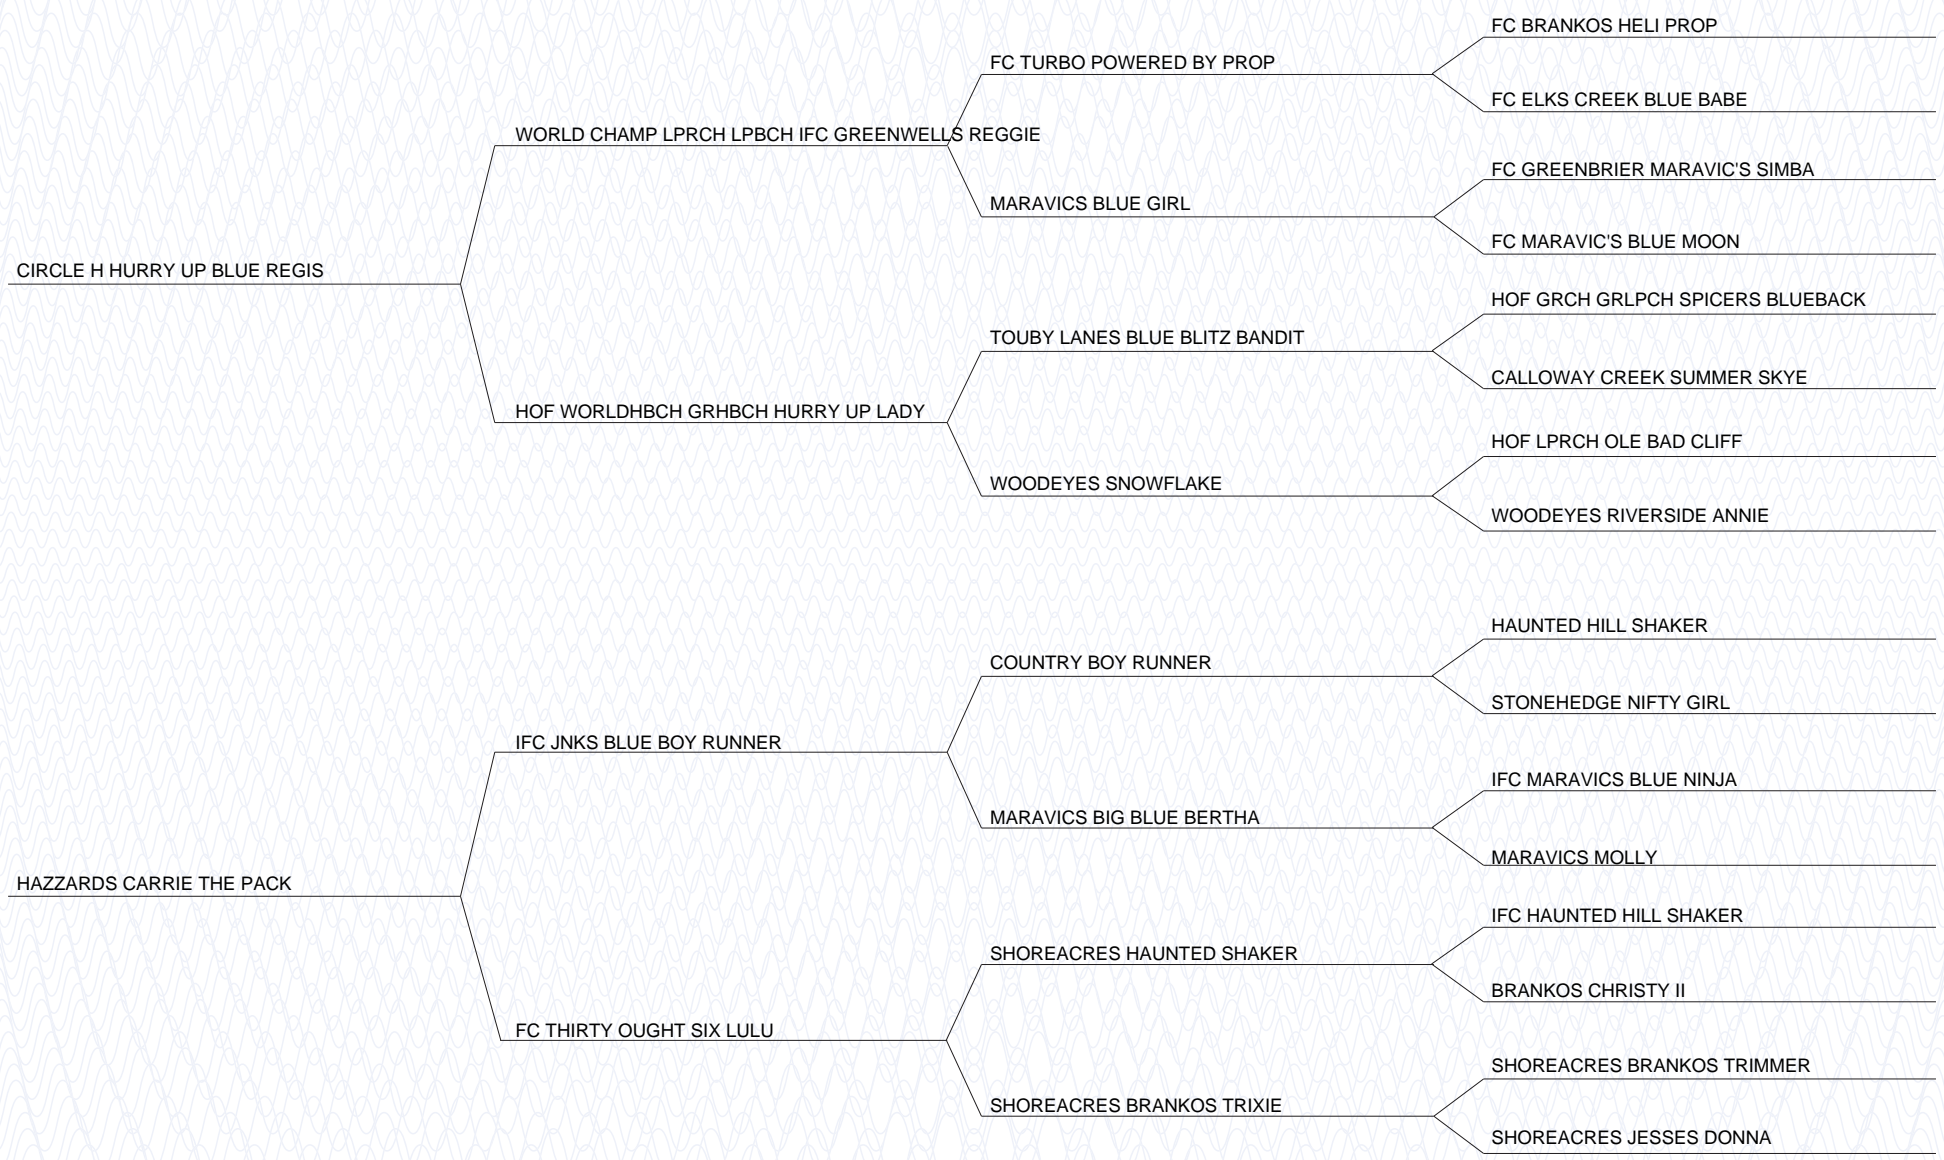 FC BRANKOS HELI PROP
FC TURBO POWERED BY PROP
FC ELKS CREEK BLUE BABE
WORLD CHAMP LPRCH LPBCH IFC GREENWELLS REGGIE
FC GREENBRIER MARAVIC'S SIMBA
MARAVICS BLUE GIRL
FC MARAVIC'S BLUE MOON
CIRCLE H HURRY UP BLUE REGIS
HOF GRCH GRLPCH SPICERS BLUEBACK
TOUBY LANES BLUE BLITZ BANDIT
CALLOWAY CREEK SUMMER SKYE
HOF WORLDHBCH GRHBCH HURRY UP LADY
HOF LPRCH OLE BAD CLIFF
WOODEYES SNOWFLAKE
WOODEYES RIVERSIDE ANNIE
HAUNTED HILL SHAKER
COUNTRY BOY RUNNER
STONEHEDGE NIFTY GIRL
IFC JNKS BLUE BOY RUNNER
IFC MARAVICS BLUE NINJA
MARAVICS BIG BLUE BERTHA
MARAVICS MOLLY
HAZZARDS CARRIE THE PACK
IFC HAUNTED HILL SHAKER
SHOREACRES HAUNTED SHAKER
BRANKOS CHRISTY II
FC THIRTY OUGHT SIX LULU
SHOREACRES BRANKOS TRIMMER
SHOREACRES BRANKOS TRIXIE
SHOREACRES JESSES DONNA